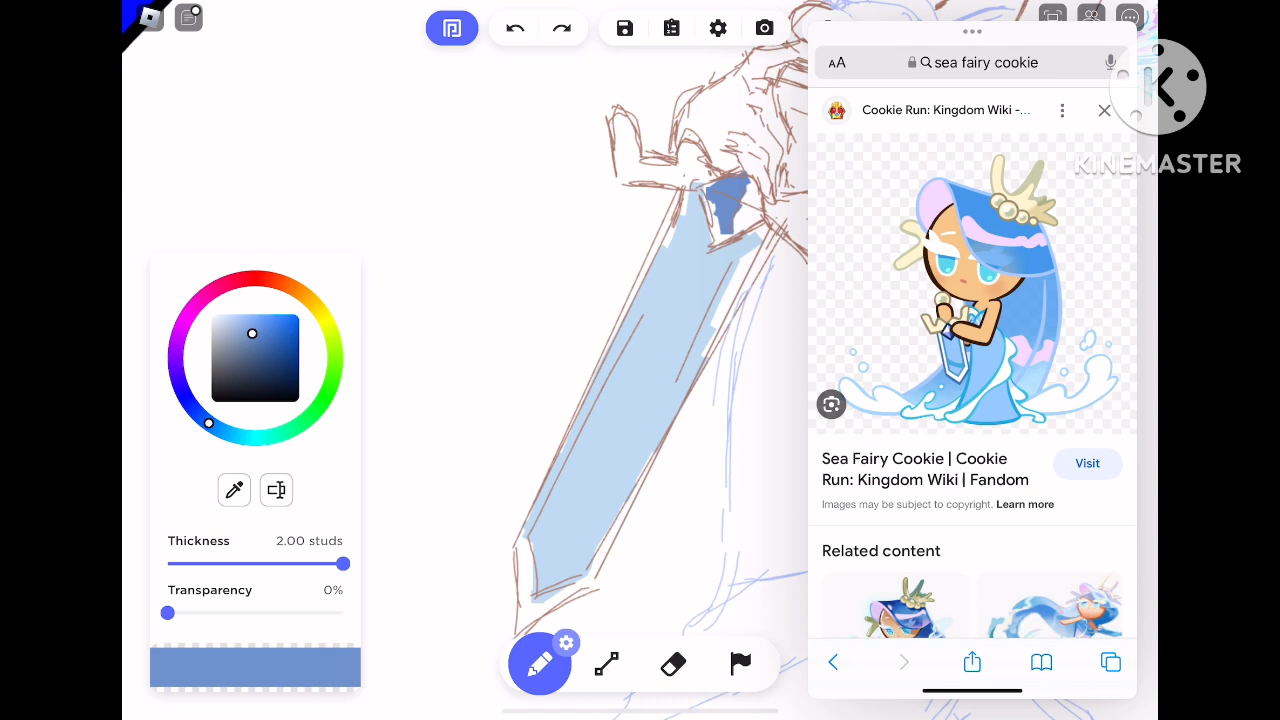 AA
sea fairy cookie
Cookie Run: Kingdom Wiki -...
KINEMASTER
Thickness 2.00 studs
Transparency 0%
Sea Fairy Cookie | Cookie
Run: Kingdom Wiki | Fandom
Visit
Images may be subject to copyright. Learn more
Related content